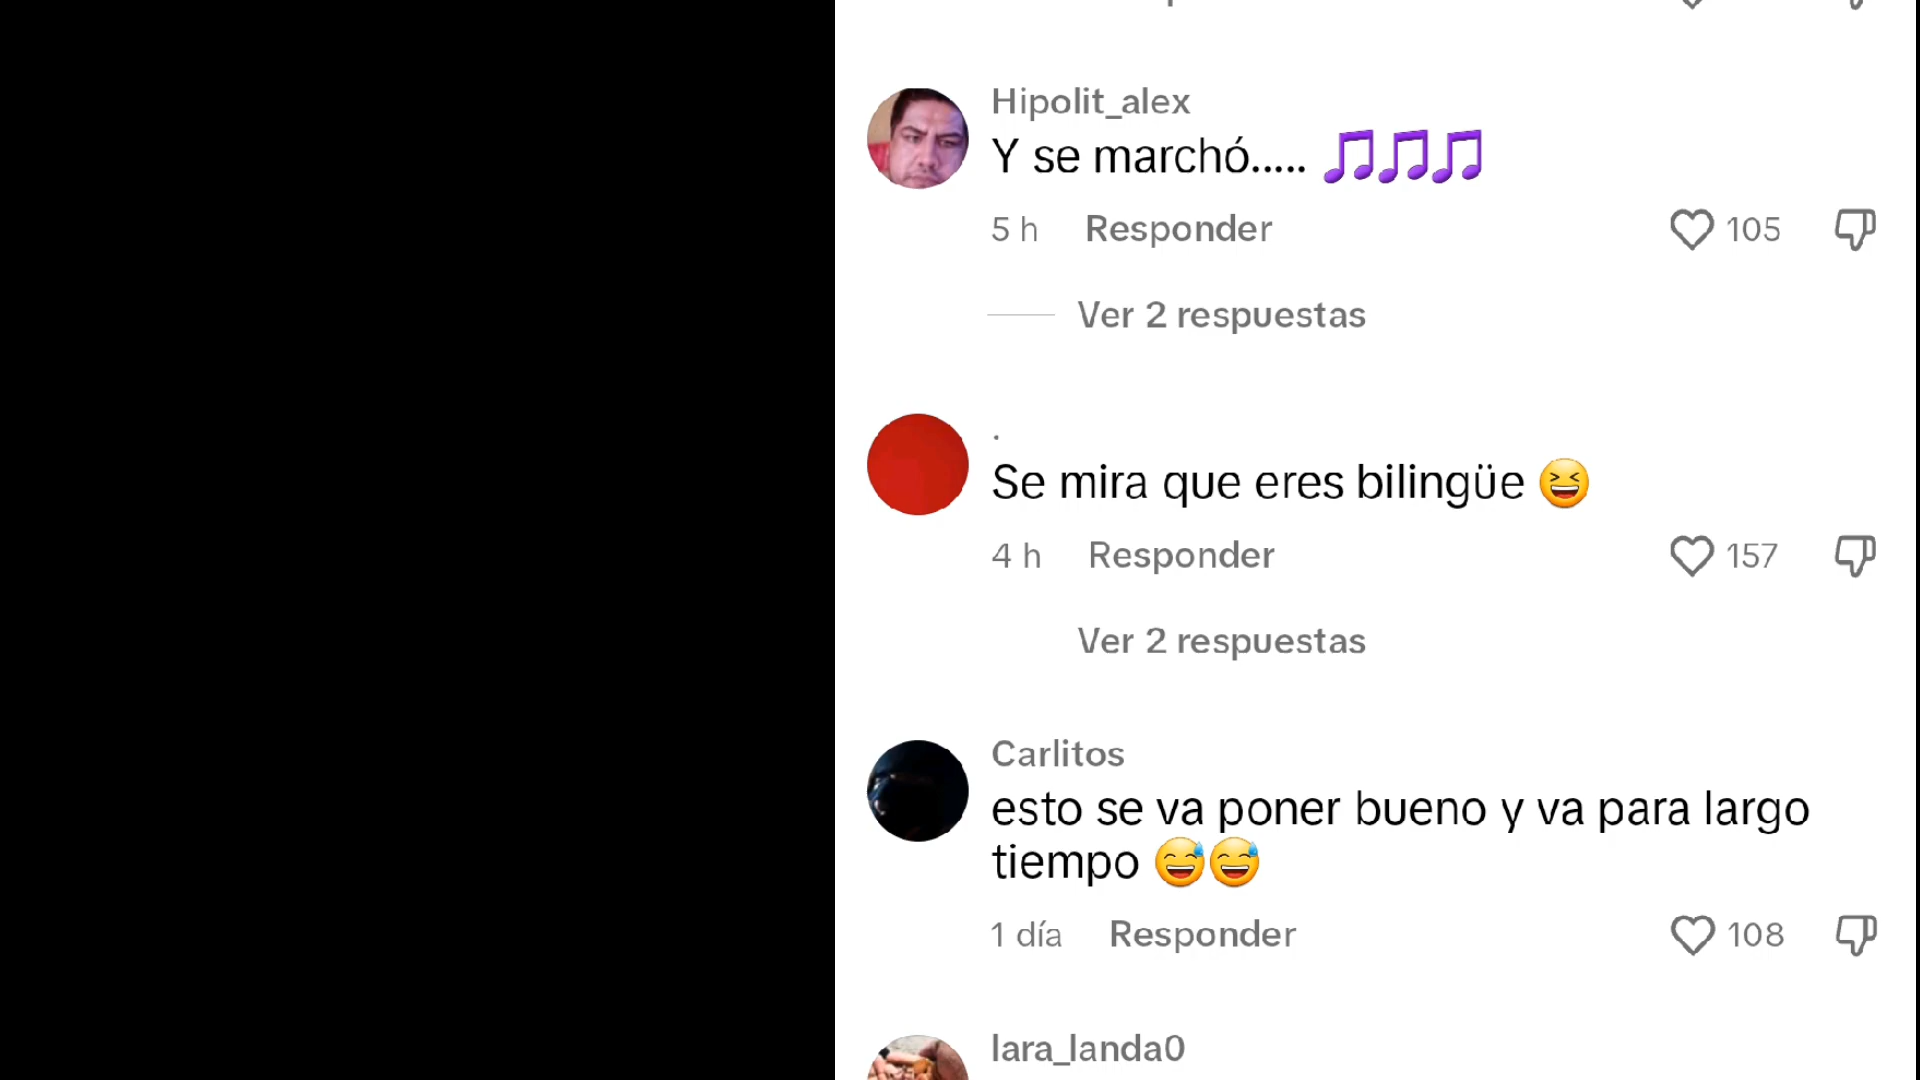 Hipolit_alex
Y se marchó..... 🎵🎵🎵
5 h Responder 105
Ver 2 respuestas
.
Se mira que eres bilingüe 😆
4 h Responder 157
Ver 2 respuestas
Carlitos
esto se va poner bueno y va para largo
tiempo 😅😅
1 día Responder 108
lara_landa0